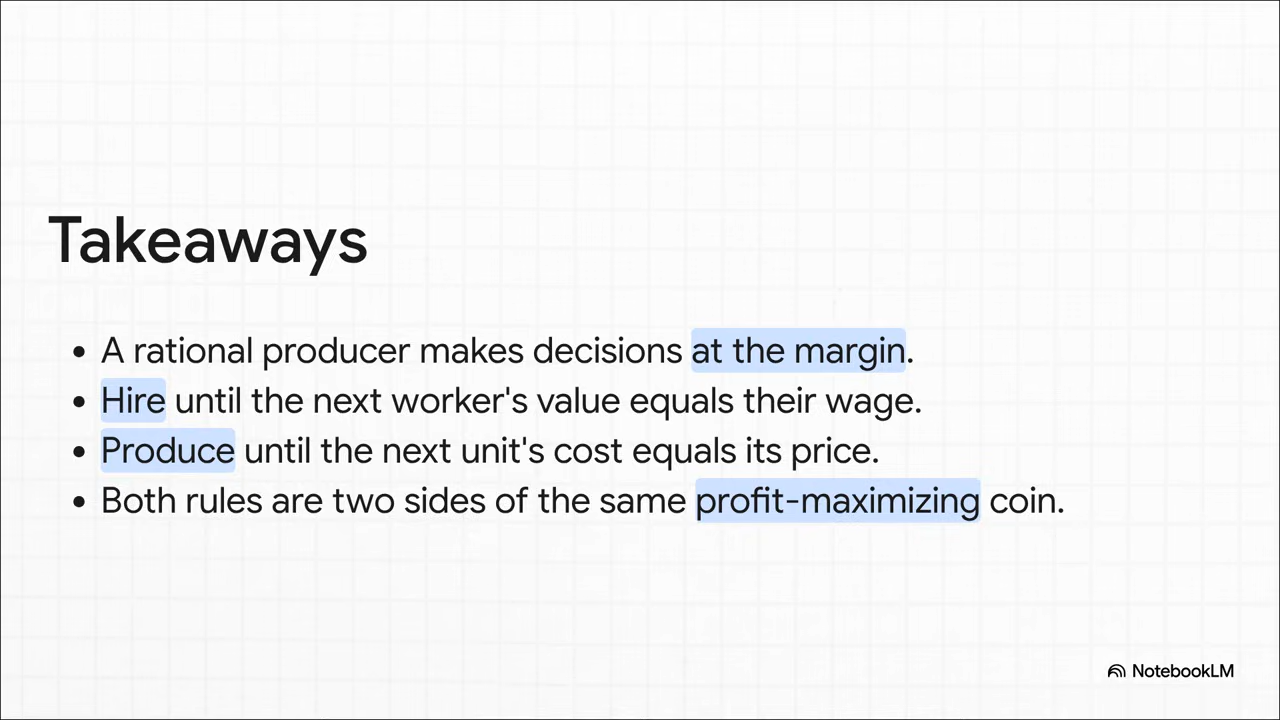 Takeaways
• A rational producer makes decisions at the margin.
• Hire until the next worker's value equals their wage.
• Produce until the next unit's cost equals its price.
• Both rules are two sides of the same profit-maximizing coin.
NotebookLM